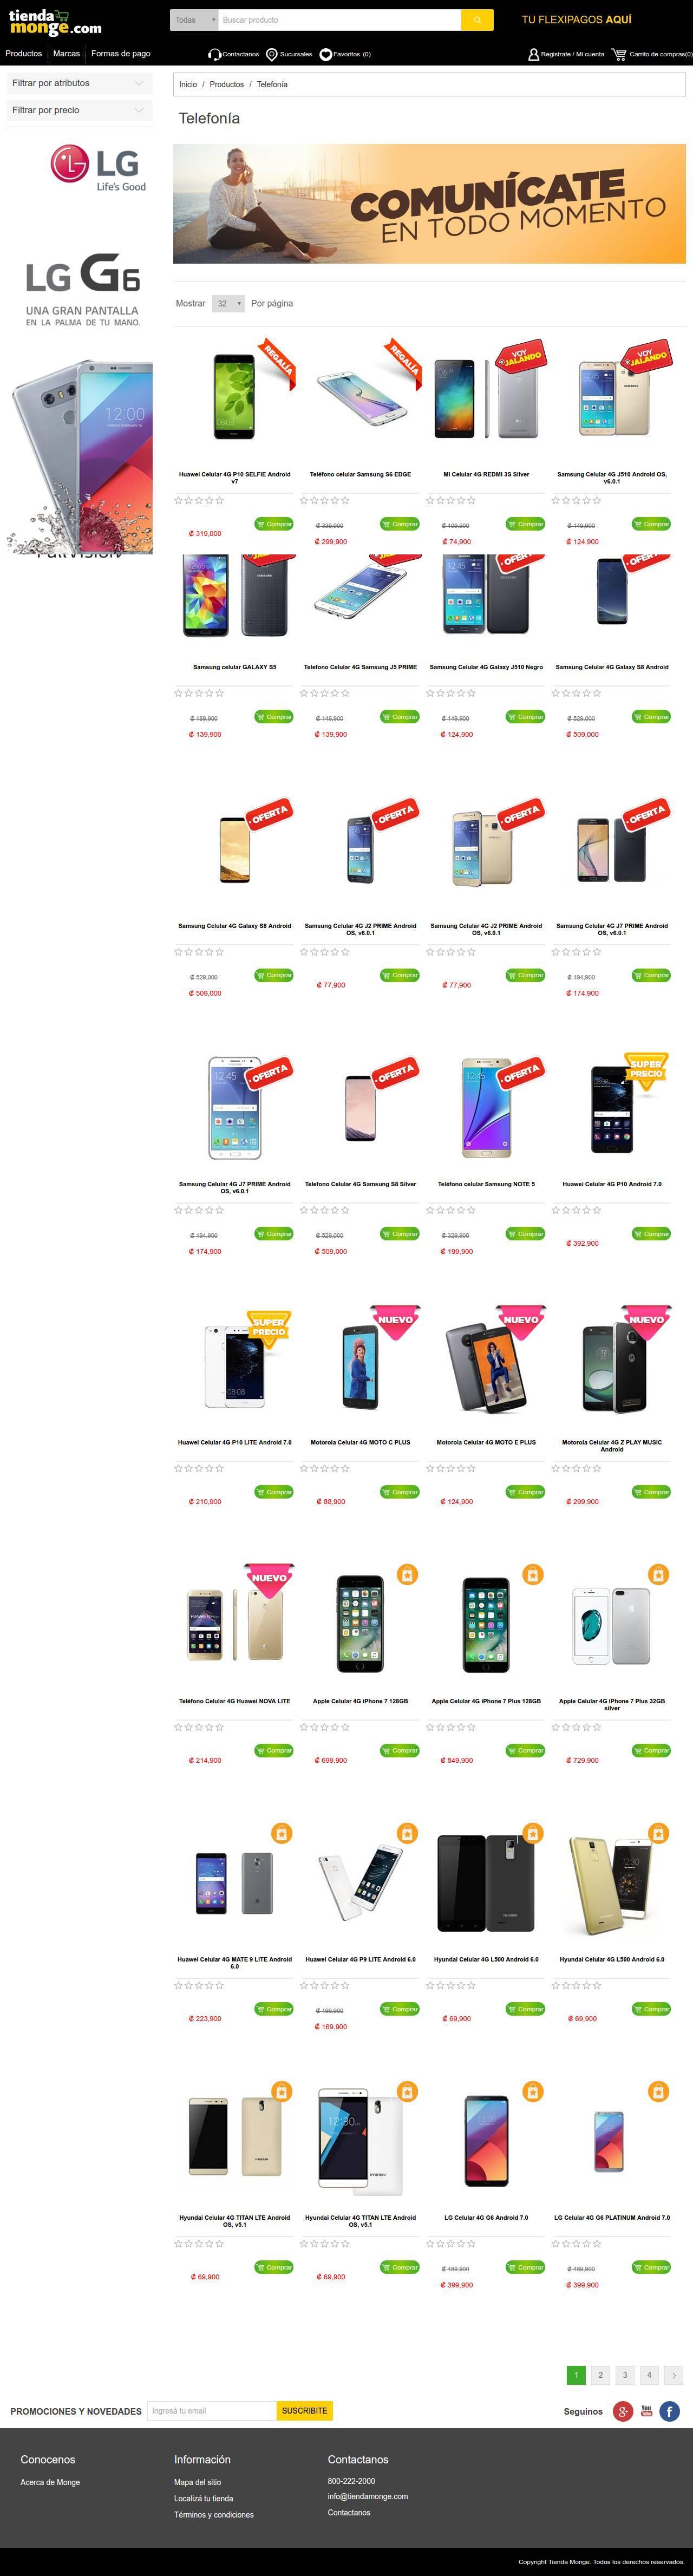 tienda
monge.com
Todas
Buscar producto
TU FLEXIPAGOS AQUÍ
Productos
Marcas
Formas de pago
Contactanos
Sucursales
Favoritos (0)
Registrate / Mi cuenta
Carrito de compras(0)
Filtrar por atributos
Filtrar por precio
LG
Life's Good
LG G6
UNA GRAN PANTALLA
EN LA PALMA DE TU MANO.
12:00
Inicio / Productos / Telefonía
Telefonía
COMUNÍCATE
EN TODO MOMENTO
Mostrar 32 Por página
REGALÍA
REGALÍA
VOY JALANDO
VOY JALANDO
Huawei Celular 4G P10 SELFIE Android
v7
Teléfono celular Samsung S6 EDGE
MI Celular 4G REDMI 3S Silver
Samsung Celular 4G J510 Android OS,
v6.0.1
₡ 319,000
Comprar
₡ 339,900
Comprar
₡ 299,900
₡ 109,900
Comprar
₡ 74,900
₡ 149,900
Comprar
₡ 124,900
Samsung celular GALAXY S5
Telefono Celular 4G Samsung J5 PRIME
Samsung Celular 4G Galaxy J510 Negro
Samsung Celular 4G Galaxy S8 Android
₡ 189,900
Comprar
₡ 139,900
₡ 149,900
Comprar
₡ 139,900
₡ 149,900
Comprar
₡ 124,900
₡ 529,000
Comprar
₡ 509,000
OFERTA
OFERTA
OFERTA
OFERTA
Samsung Celular 4G Galaxy S8 Android
Samsung Celular 4G J2 PRIME Android
OS, v6.0.1
Samsung Celular 4G J2 PRIME Android
OS, v6.0.1
Samsung Celular 4G J7 PRIME Android
OS, v6.0.1
₡ 529,000
Comprar
₡ 509,000
₡ 77,900
Comprar
₡ 77,900
Comprar
₡ 194,900
Comprar
₡ 174,900
OFERTA
OFERTA
OFERTA
SUPER
PRECIO
Samsung Celular 4G J7 PRIME Android
OS, v6.0.1
Telefono Celular 4G Samsung S8 Silver
Teléfono celular Samsung NOTE 5
Huawei Celular 4G P10 Android 7.0
₡ 194,900
Comprar
₡ 174,900
₡ 529,000
Comprar
₡ 509,000
₡ 329,900
Comprar
₡ 199,900
₡ 392,900
Comprar
SUPER
PRECIO
NUEVO
NUEVO
NUEVO
Huawei Celular 4G P10 LITE Android 7.0
Motorola Celular 4G MOTO C PLUS
Motorola Celular 4G MOTO E PLUS
Motorola Celular 4G Z PLAY MUSIC
Android
₡ 210,900
Comprar
₡ 88,900
Comprar
₡ 124,900
Comprar
₡ 299,900
Comprar
NUEVO
Teléfono Celular 4G Huawei NOVA LITE
Apple Celular 4G iPhone 7 128GB
Apple Celular 4G iPhone 7 Plus 128GB
Apple Celular 4G iPhone 7 Plus 32GB
silver
₡ 214,900
Comprar
₡ 699,900
Comprar
₡ 849,900
Comprar
₡ 729,900
Comprar
Huawei Celular 4G MATE 9 LITE Android
6.0
Huawei Celular 4G P9 LITE Android 6.0
Hyundai Celular 4G L500 Android 6.0
Hyundai Celular 4G L500 Android 6.0
₡ 223,900
Comprar
₡ 199,900
Comprar
₡ 169,900
₡ 69,900
Comprar
₡ 69,900
Comprar
Hyundai Celular 4G TITAN LTE Android
OS, v5.1
Hyundai Celular 4G TITAN LTE Android
OS, v5.1
LG Celular 4G G6 Android 7.0
LG Celular 4G G6 PLATINUM Android 7.0
₡ 69,900
Comprar
₡ 69,900
Comprar
₡ 489,900
Comprar
₡ 399,900
₡ 489,900
Comprar
₡ 399,900
1 2 3 4
PROMOCIONES Y NOVEDADES
Ingresá tu email
SUSCRIBITE
Seguinos
Conocenos
Acerca de Monge
Información
Mapa del sitio
Localizá tu tienda
Términos y condiciones
Contactanos
800-222-2000
info@tiendamonge.com
Contactanos
Copyright Tienda Monge. Todos los derechos reservados.